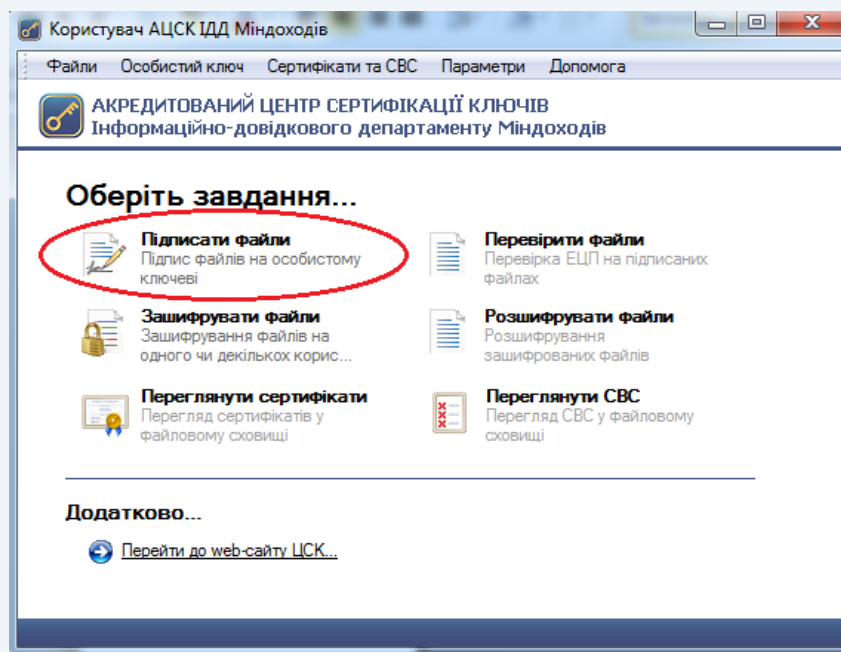 Користувач АЦСК ІДД Міндоходів
Файли Особистий ключ Сертифікати та СВС Параметри Допомога
АКРЕДИТОВАНИЙ ЦЕНТР СЕРТИФІКАЦІЇ КЛЮЧІВ
Інформаційно-довідкового департаменту Міндоходів
Оберіть завдання...
Підписати файли
Підпис файлів на особистому
ключеві
Перевірити файли
Перевірка ЕЦП на підписаних
файлах
Зашифрувати файли
Зашифрування файлів на
одного чи декількох корис...
Розшифрувати файли
Розшифрування
зашифрованих файлів
Переглянути сертифікати
Перегляд сертифікатів у
файловому сховищі
Переглянути СВС
Перегляд СВС у файловому
сховищі
Додатково...
Перейти до web-сайту ЦСК...